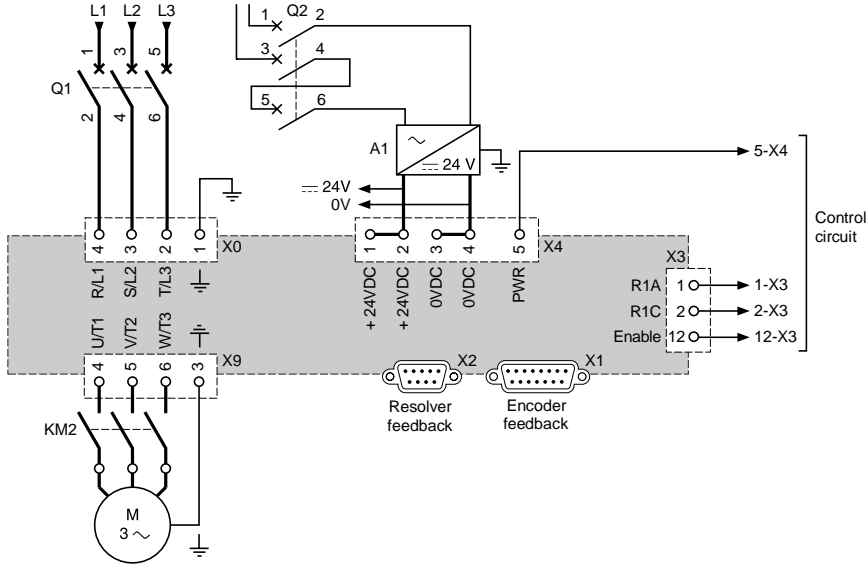 L1 L2 L3
1 3 5
Q1
2 4 6
1 Q2 2
3 4
5 6
A1
24 V
24V
0V
5-X4
4 3 2 1 X0
R/L1 S/L2 T/L3
1 2 3 4 5 X4
+24VDC +24VDC 0VDC 0VDC PWR
X3
R1A 1 1-X3
R1C 2 2-X3
Enable 12 12-X3
Control
circuit
U/T1 V/T2 W/T3
4 5 6 3 X9
X2
X1
Resolver
feedback
Encoder
feedback
KM2
M
3